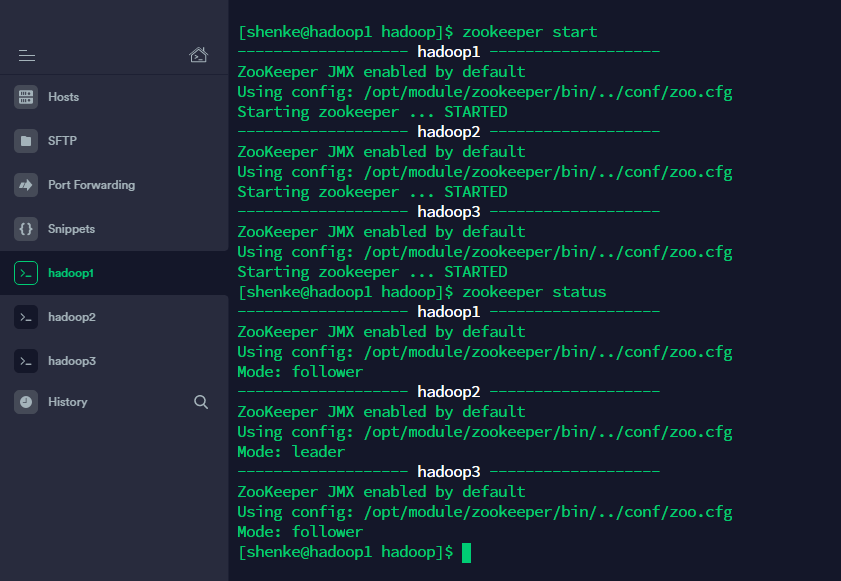 Hosts
SFTP
Port Forwarding
Snippets
hadoop1
hadoop2
hadoop3
History
[shenke@hadoop1 hadoop]$ zookeeper start
------------------- hadoop1 -------------------
ZooKeeper JMX enabled by default
Using config: /opt/module/zookeeper/bin/../conf/zoo.cfg
Starting zookeeper ... STARTED
------------------- hadoop2 -------------------
ZooKeeper JMX enabled by default
Using config: /opt/module/zookeeper/bin/../conf/zoo.cfg
Starting zookeeper ... STARTED
------------------- hadoop3 -------------------
ZooKeeper JMX enabled by default
Using config: /opt/module/zookeeper/bin/../conf/zoo.cfg
Starting zookeeper ... STARTED
[shenke@hadoop1 hadoop]$ zookeeper status
------------------- hadoop1 -------------------
ZooKeeper JMX enabled by default
Using config: /opt/module/zookeeper/bin/../conf/zoo.cfg
Mode: follower
------------------- hadoop2 -------------------
ZooKeeper JMX enabled by default
Using config: /opt/module/zookeeper/bin/../conf/zoo.cfg
Mode: leader
------------------- hadoop3 -------------------
ZooKeeper JMX enabled by default
Using config: /opt/module/zookeeper/bin/../conf/zoo.cfg
Mode: follower
[shenke@hadoop1 hadoop]$